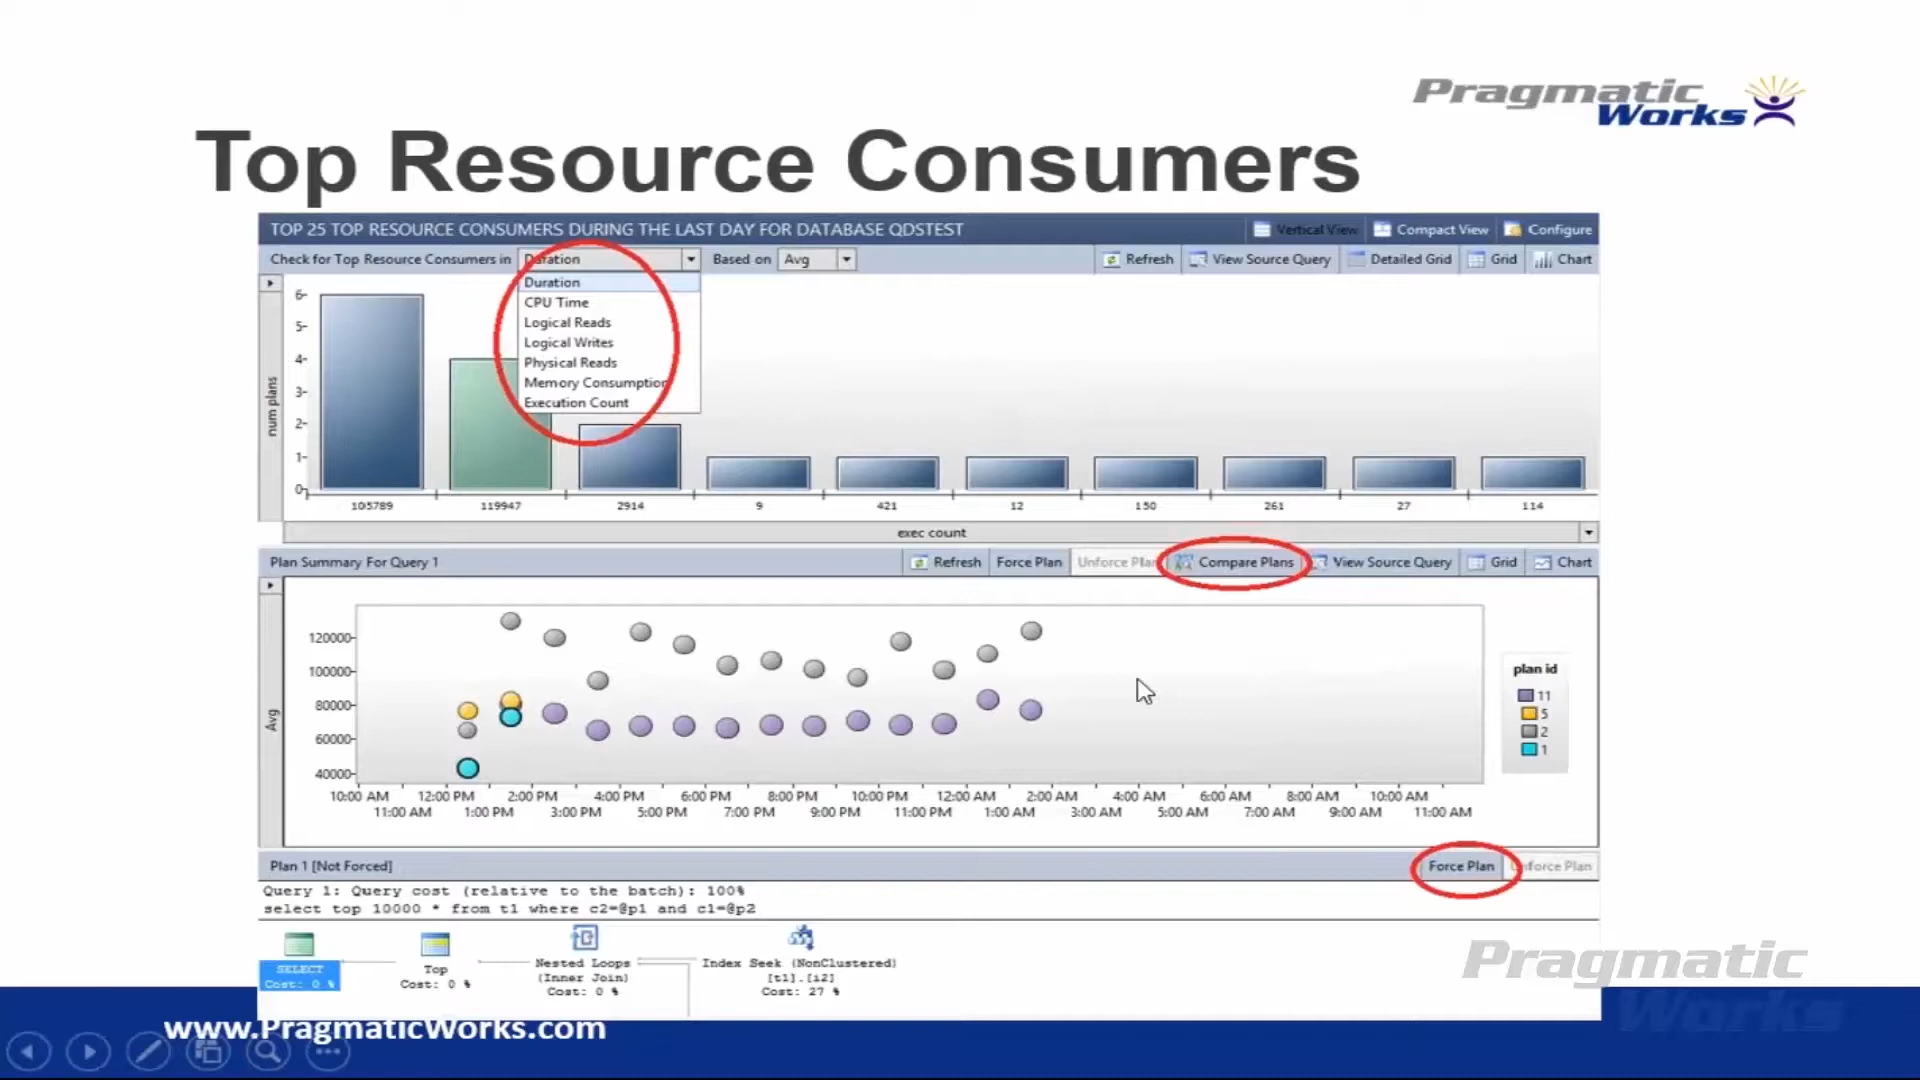 Pragmatic
Works
Top Resource Consumers
TOP 25 TOP RESOURCE CONSUMERS DURING THE LAST DAY FOR DATABASE QDSTEST
Vertical View Compact View Configure
Check for Top Resource Consumers in Duration Based on Avg Refresh View Source Query Detailed Grid Grid Chart
Duration
CPU Time
Logical Reads
Logical Writes
Physical Reads
Memory Consumption
Execution Count
num plans
6
5
4
3
2
1
0
105789 119947 2914 9 421 12 150 261 27 114
exec count
Plan Summary For Query 1 Refresh Force Plan Unforce Plan Compare Plans View Source Query Grid Chart
Avg
120000
100000
80000
60000
40000
plan id
11
5
2
1
10:00 AM 12:00 PM 2:00 PM 4:00 PM 6:00 PM 8:00 PM 10:00 PM 12:00 AM 2:00 AM 4:00 AM 6:00 AM 8:00 AM 10:00 AM
11:00 AM 1:00 PM 3:00 PM 5:00 PM 7:00 PM 9:00 PM 11:00 PM 1:00 AM 3:00 AM 5:00 AM 7:00 AM 9:00 AM 11:00 AM
Plan 1 [Not Forced] Force Plan Unforce Plan
Query 1: Query cost (relative to the batch): 100%
select top 10000 * from t1 where c2=@p1 and c1=@p2
SELECT
Cost: 0 %
Top
Cost: 0 %
Nested Loops
(Inner Join)
Cost: 0 %
Index Seek (NonClustered)
[t1].[i2]
Cost: 27 %
Pragmatic
Works
www.PragmaticWorks.com